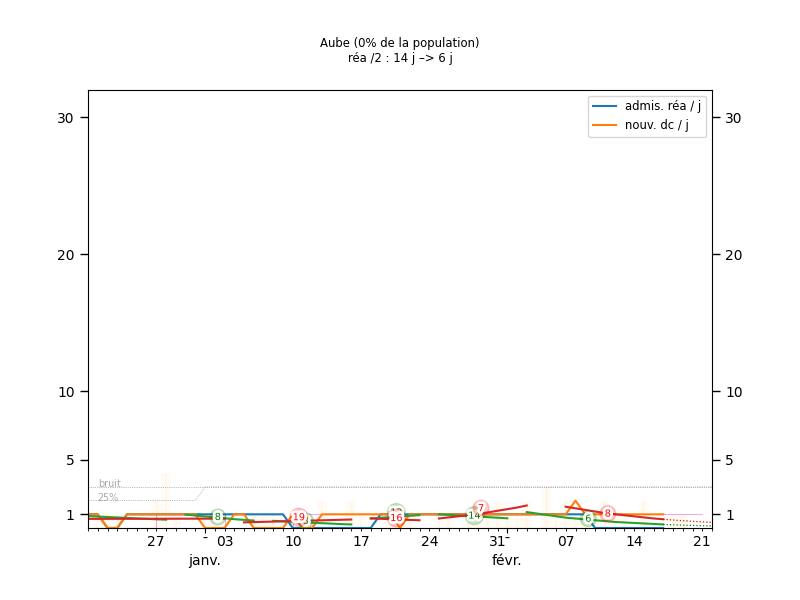 Aube (0% de la population)
réa /2 : 14 j –> 6 j
admis. réa / j
nouv. dc / j
30 30
20 20
10 10
5 5
bruit
25%
1 1
8 19 16 14 7 6 8
27 03 10 17 24 31 07 14 21
janv. févr.